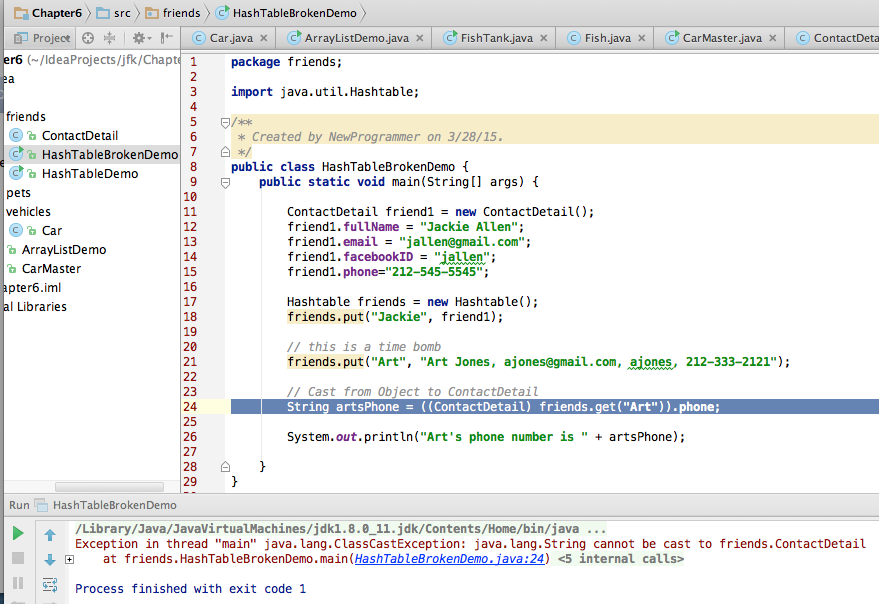 Chapter6 src friends HashTableBrokenDemo
Project Car.java ArrayListDemo.java FishTank.java Fish.java CarMaster.java ContactDeta
er6 (~/IdeaProjects/jfk/Chapte
ea
friends
ContactDetail
HashTableBrokenDemo
HashTableDemo
pets
vehicles
Car
ArrayListDemo
CarMaster
apter6.iml
al Libraries
1 package friends;
2
3 import java.util.Hashtable;
4
5 /**
6 * Created by NewProgrammer on 3/28/15.
7 */
8 public class HashTableBrokenDemo {
9 public static void main(String[] args) {
10
11 ContactDetail friend1 = new ContactDetail();
12 friend1.fullName = "Jackie Allen";
13 friend1.email = "jallen@gmail.com";
14 friend1.facebookID = "jallen";
15 friend1.phone="212-545-5545";
16
17 Hashtable friends = new Hashtable();
18 friends.put("Jackie", friend1);
19
20 // this is a time bomb
21 friends.put("Art", "Art Jones, ajones@gmail.com, ajones, 212-333-2121");
22
23 // Cast from Object to ContactDetail
24 String artsPhone = ((ContactDetail) friends.get("Art")).phone;
25
26 System.out.println("Art's phone number is " + artsPhone);
27
28 }
29 }
Run HashTableBrokenDemo
/Library/Java/JavaVirtualMachines/jdk1.8.0_11.jdk/Contents/Home/bin/java ...
Exception in thread "main" java.lang.ClassCastException: java.lang.String cannot be cast to friends.ContactDetail
at friends.HashTableBrokenDemo.main(HashTableBrokenDemo.java:24) <5 internal calls>
Process finished with exit code 1